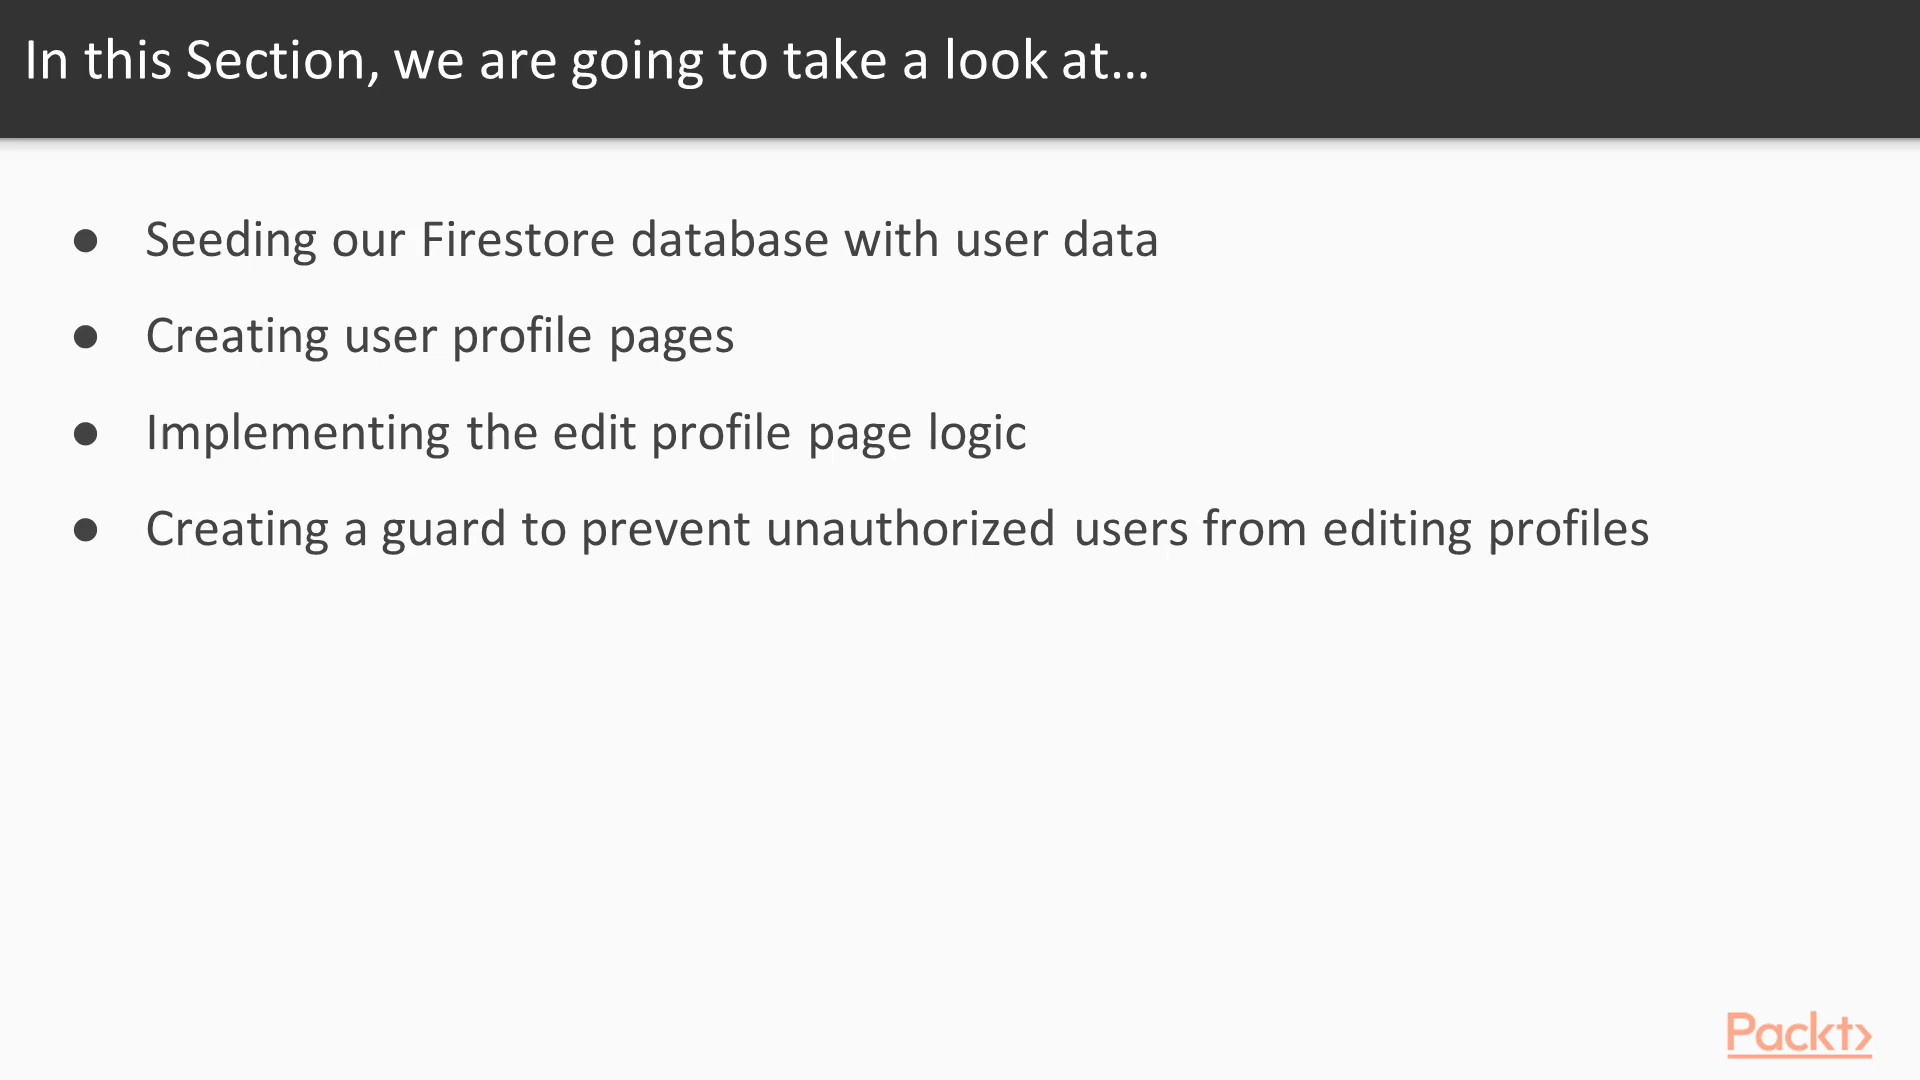 In this Section, we are going to take a look at...
● Seeding our Firestore database with user data
● Creating user profile pages
● Implementing the edit profile page logic
● Creating a guard to prevent unauthorized users from editing profiles
Packt>